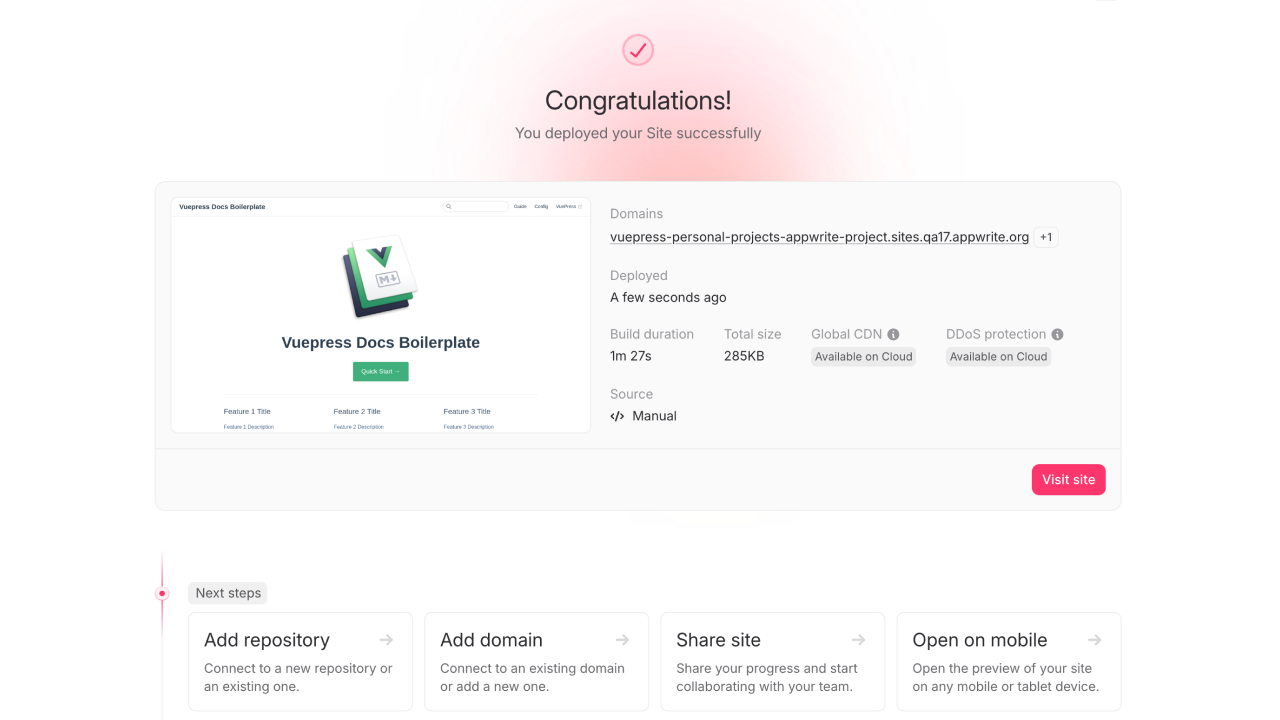 Congratulations!
You deployed your Site successfully
Vuepress Docs Boilerplate
Guide Config VuePress
Vuepress Docs Boilerplate
Quick Start →
Feature 1 Title
Feature 1 Description
Feature 2 Title
Feature 2 Description
Feature 3 Title
Feature 3 Description
M
Domains
vuepress-personal-projects-appwrite-project.sites.qa17.appwrite.org +1
Deployed
A few seconds ago
Build duration
1m 27s
Total size
285KB
Global CDN
Available on Cloud
DDoS protection
Available on Cloud
Source
Manual
Visit site
Next steps
Add repository
Connect to a new repository or
an existing one.
Add domain
Connect to an existing domain
or add a new one.
Share site
Share your progress and start
collaborating with your team.
Open on mobile
Open the preview of your site
on any mobile or tablet device.